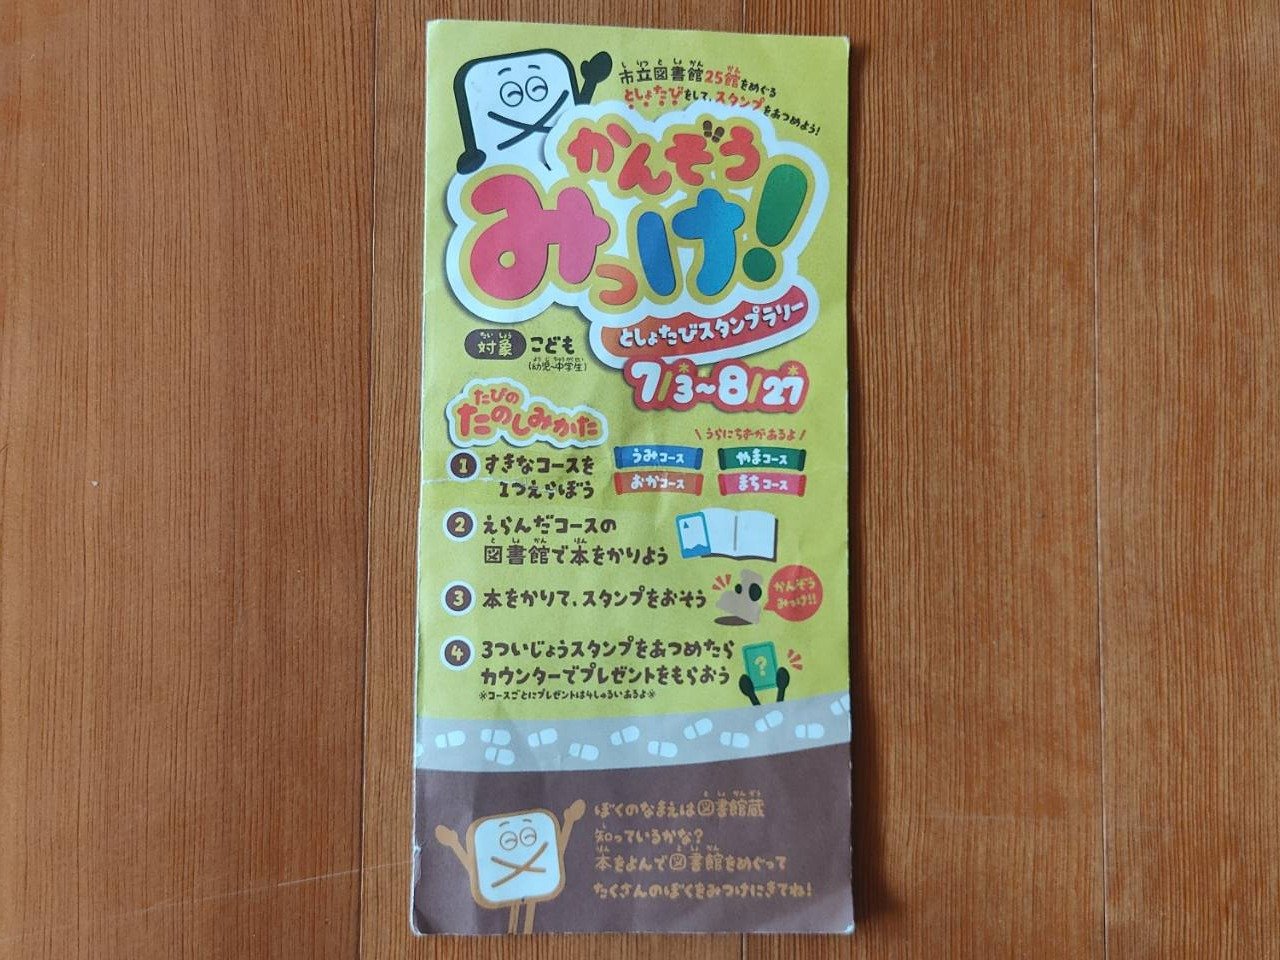 市立図書館25館をめぐる
としょたびをして、スタンプをあつめよう!
かんぞう
みっけ!
としょたびスタンプラリー
対象 こども
(幼児~中学生)
7/3~8/27
たびの
たのしみかた
うらにちずがあるよ
1 すきなコースを
1つえらぼう
うみコース
やまコース
おかコース
まちコース
2 えらんだコースの
図書館で本をかりよう
3 本をかりて、スタンプをおそう
かんぞう
みっけ!!
4 3ついじょうスタンプをあつめたら
カウンターでプレゼントをもらおう
※コースごとにプレゼントは4しゅるいあるよ※
?
ぼくのなまえは図書館蔵
知っているかな?
本をよんで図書館をめぐって
たくさんのぼくをみつけにきてね!